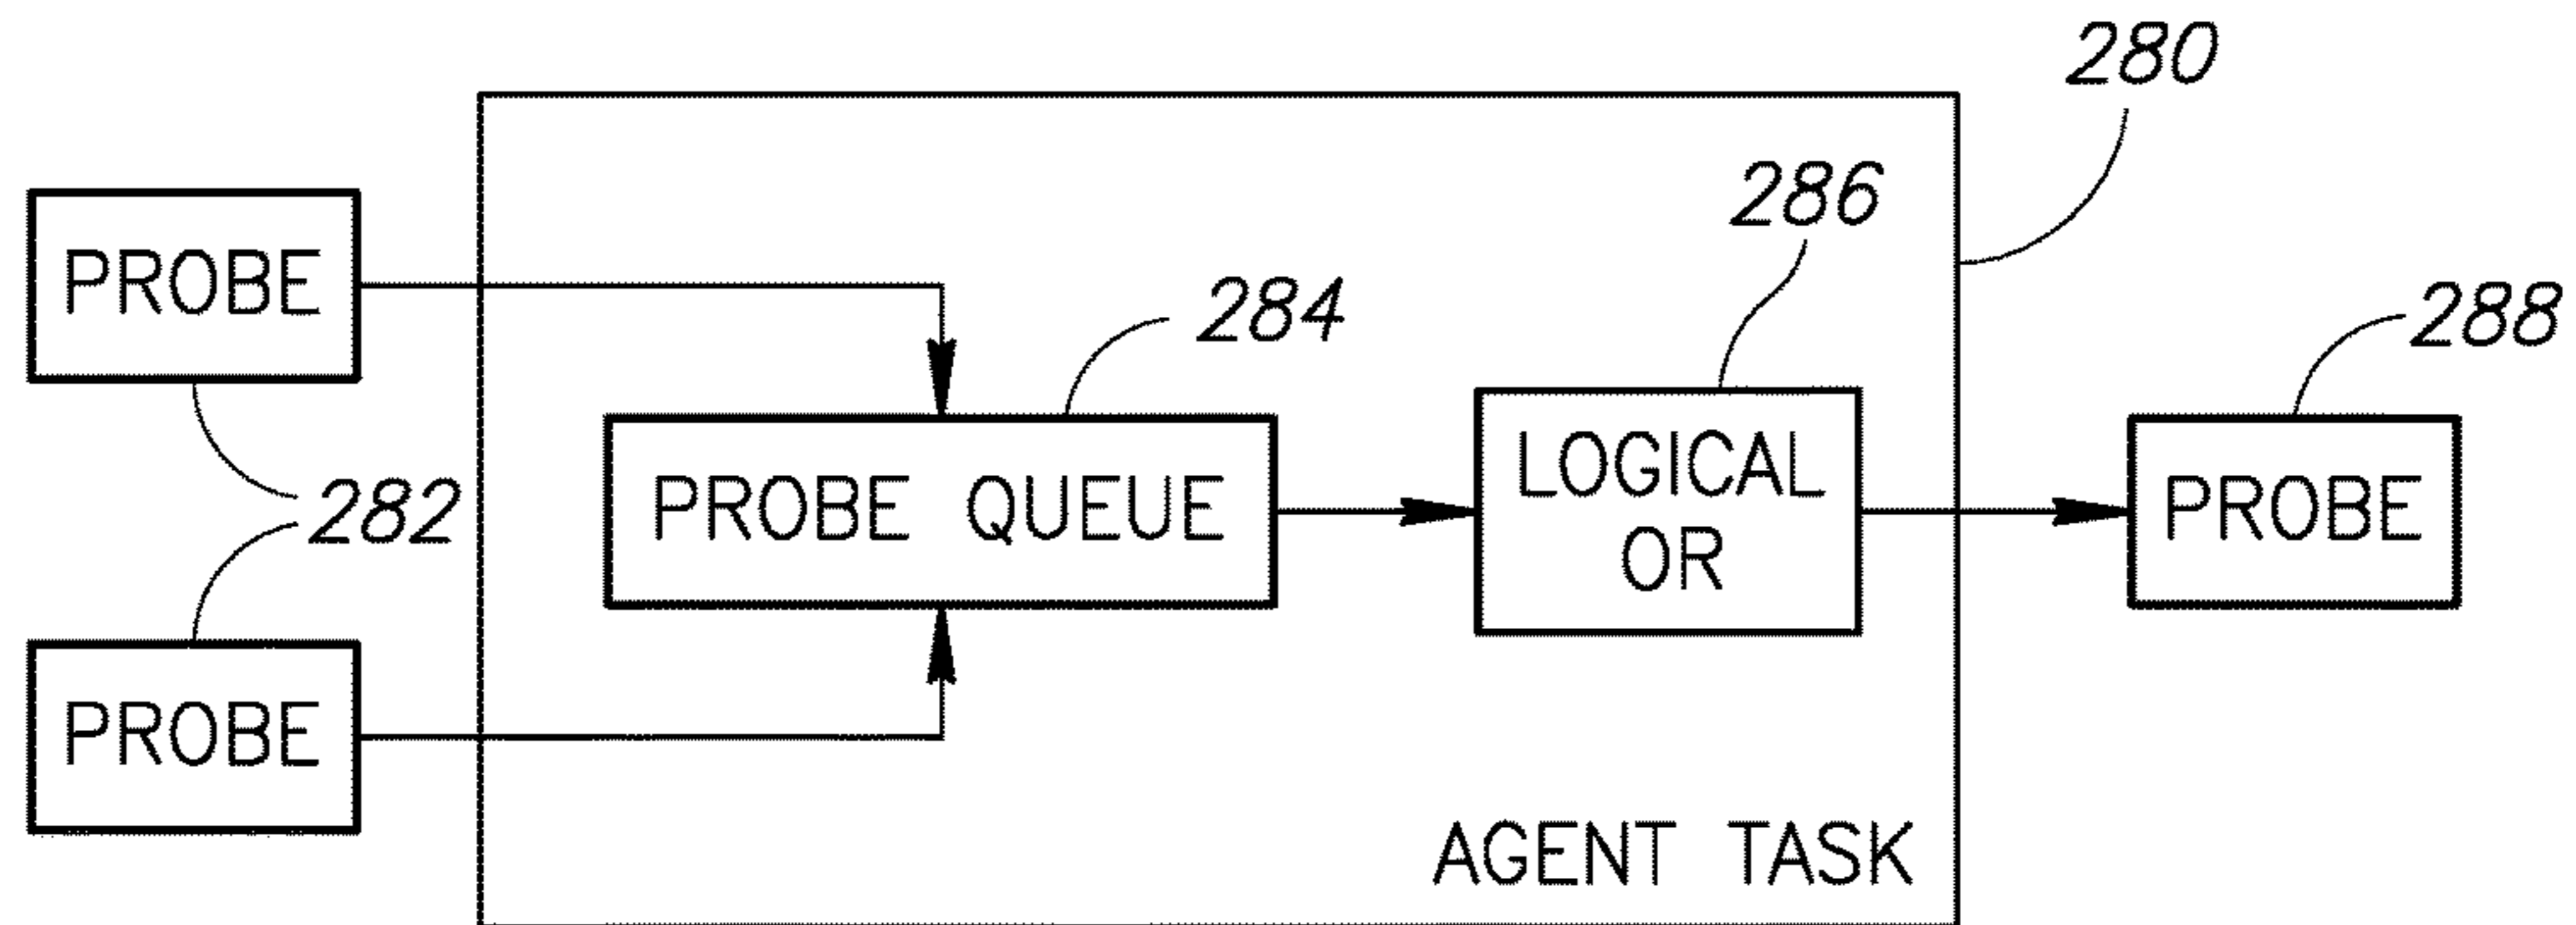 280
286
PROBE
284
288
PROBE QUEUE
LOGICAL
OR
PROBE
282
PROBE
AGENT TASK